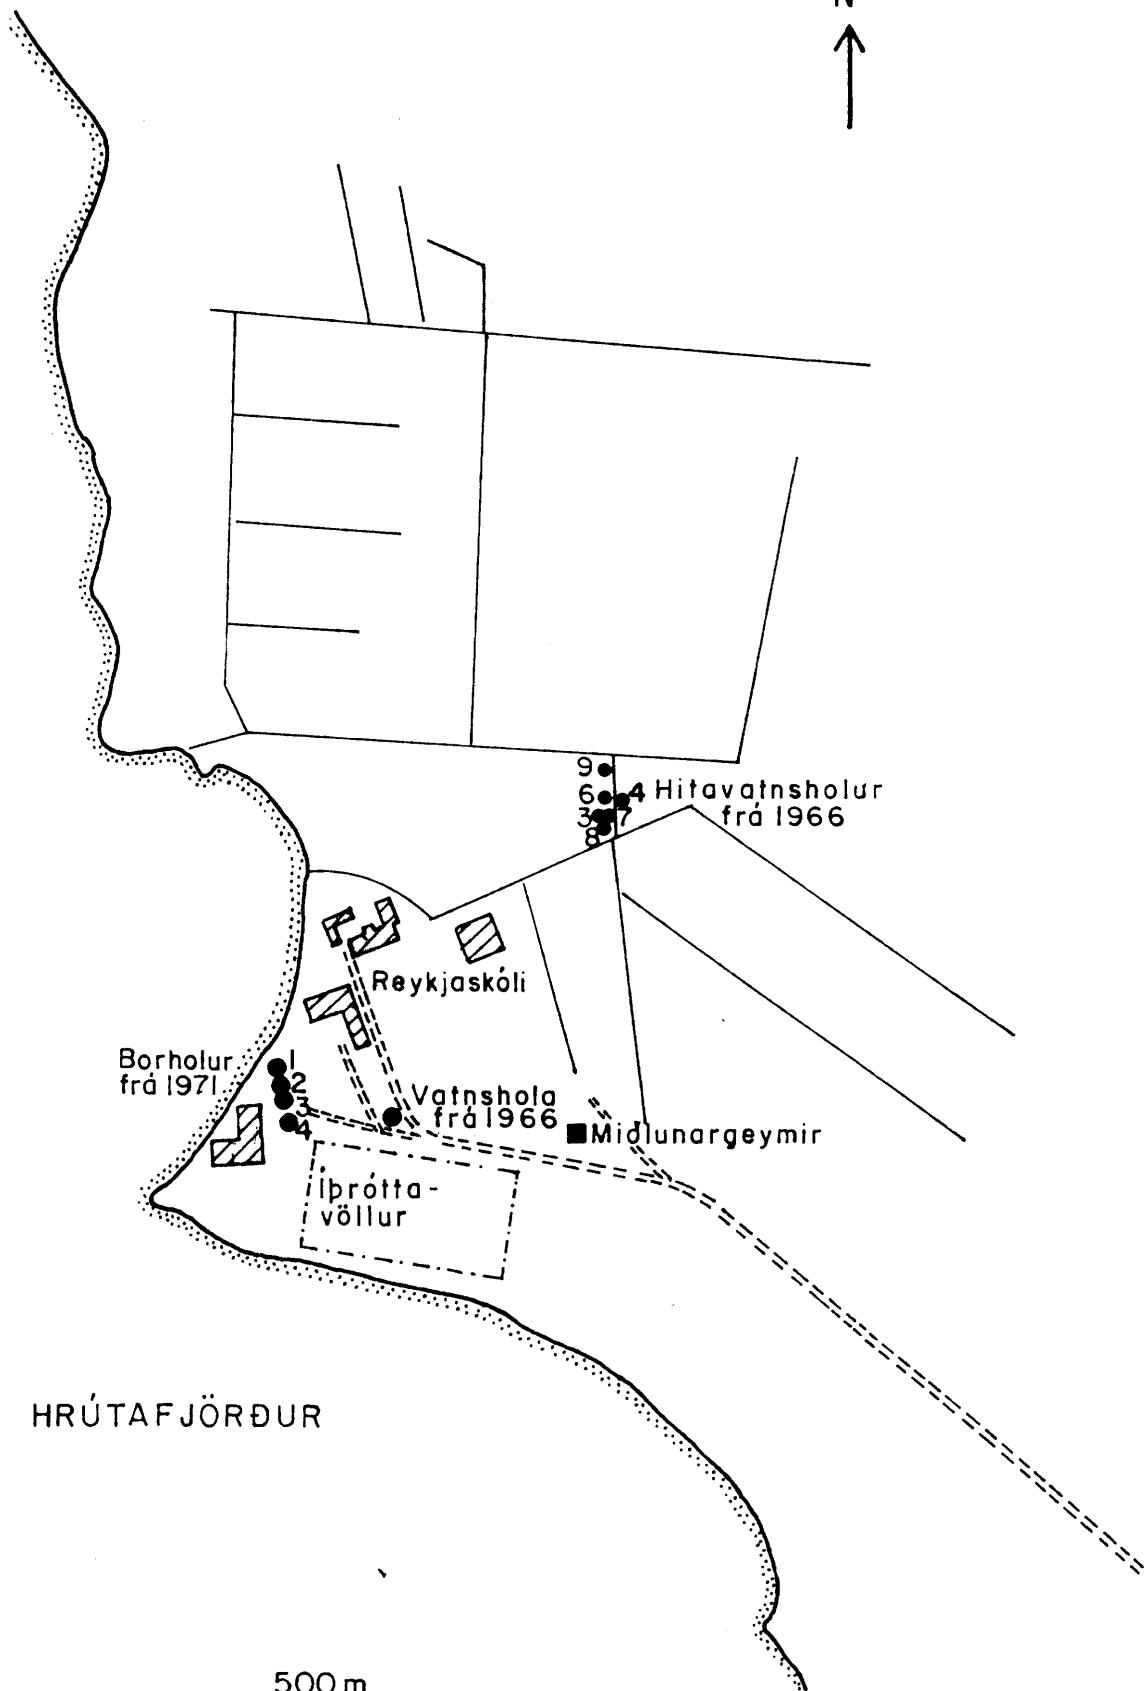 N
9
6 4 Hitavatnsholur
3 7 frá 1966
8
Reykjaskóli
Borholur 1
frá 1971 2
3
4
Vatnshola
frá 1966
Miðlunargeymir
Íþrótta-
völlur
HRÚTAFJÖRÐUR
500 m